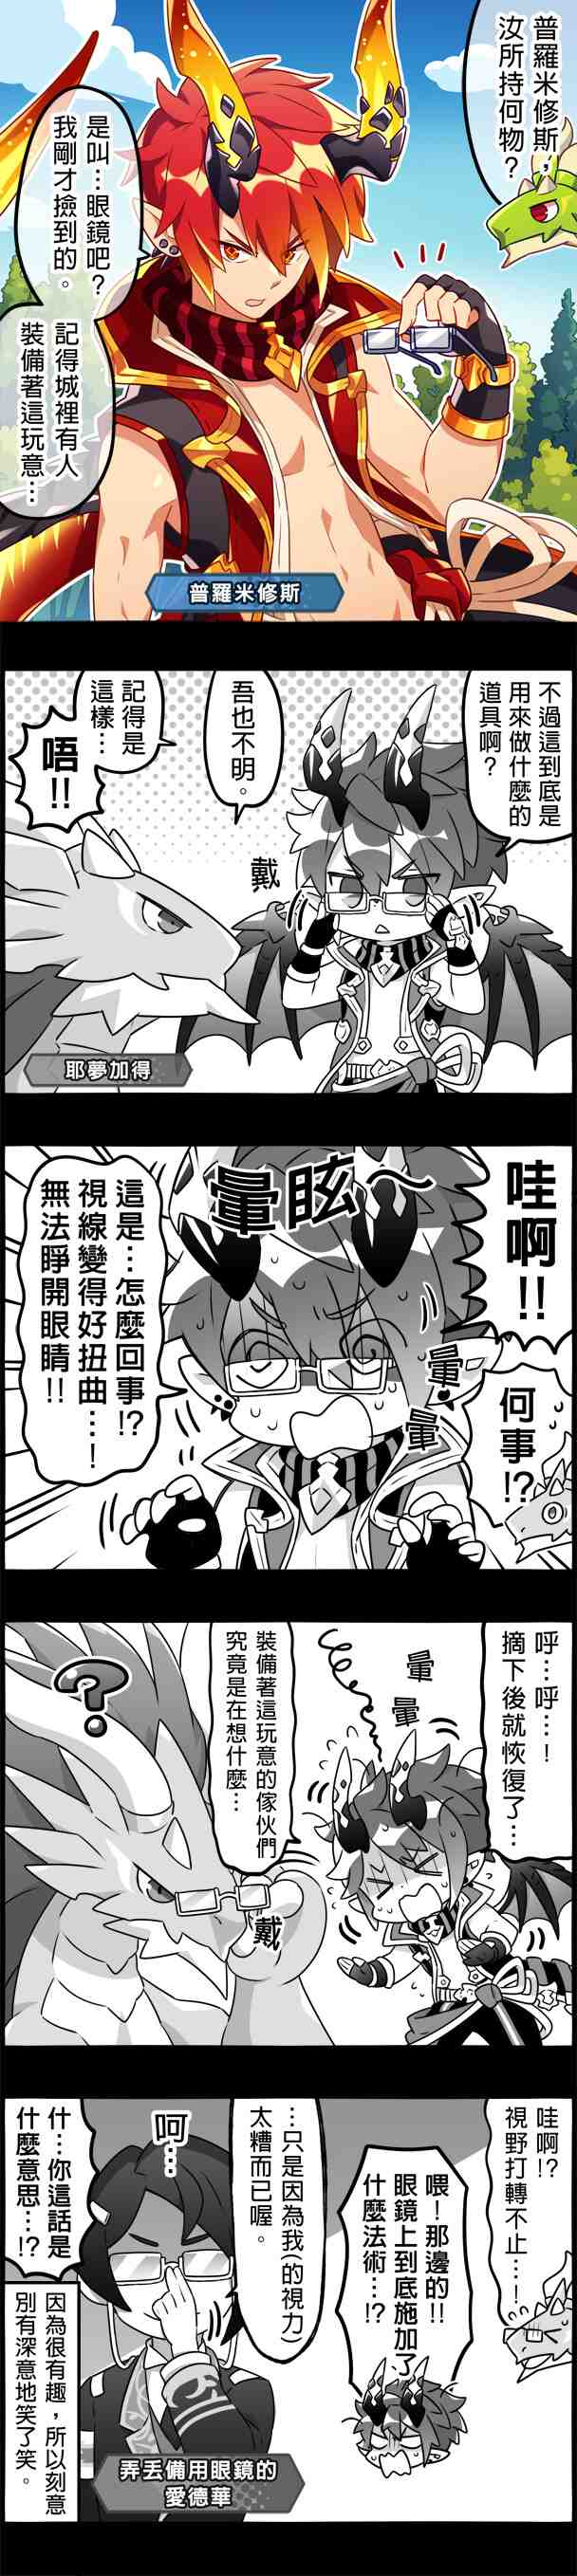 普羅米修斯，
汝所持何物？
是叫…眼鏡吧？
我剛才撿到的。
記得城裡有人
裝備著這玩意…
普羅米修斯
不過這到底是
用來做什麼的
道具啊？
吾也不明。
記得是
這樣…
唔!!
戴
耶夢加得
哇啊!!
何事!?
暈眩～
暈
暈
這是…怎麼回事!?
視線變得好扭曲…！
無法睜開眼睛!!
呼…呼…！
摘下後就恢復了…
暈
暈
裝備著這玩意的傢伙們
究竟是在想什麼…
？
戴
哇啊!?
視野打轉不止…！
喂！那邊的!!
眼鏡上到底施加了
什麼法術…!?
…只是因為我(的視力)
太糟而已喔。
呵…
什…你這話是
什麼意思…!?
因為很有趣，所以刻意
別有深意地笑了笑。
弄丟備用眼鏡的
愛德華